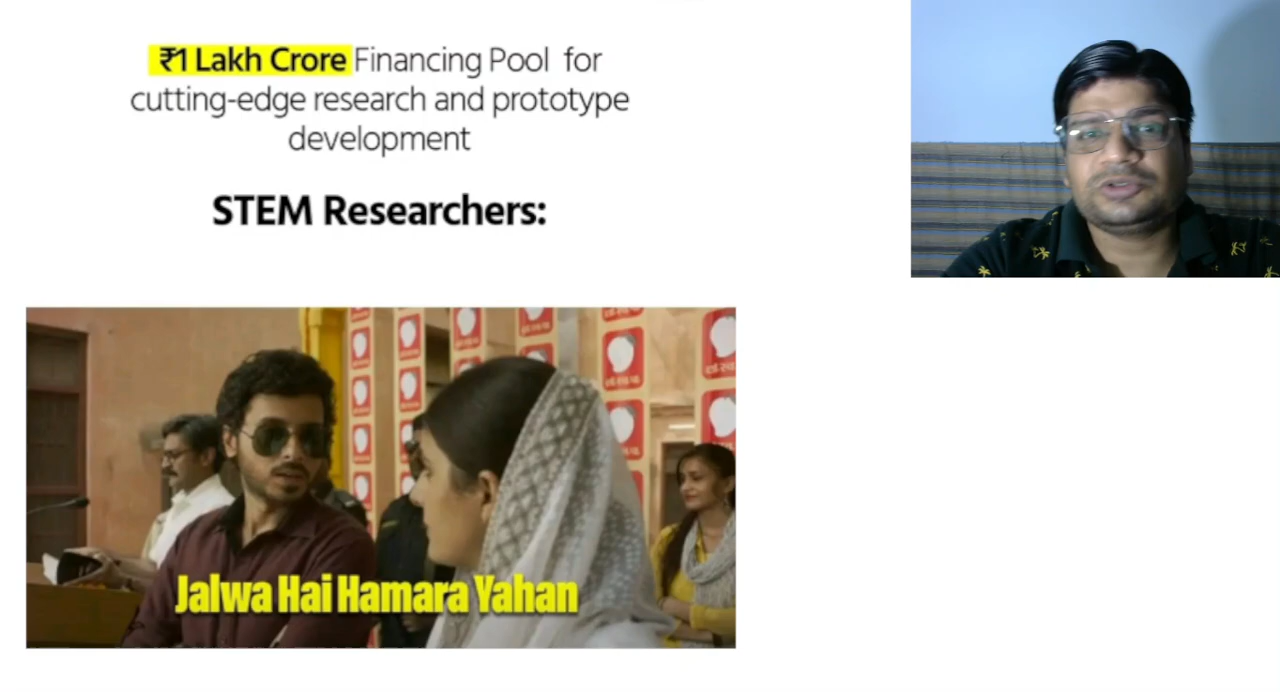 ₹1 Lakh Crore Financing Pool for
cutting-edge research and prototype
development
STEM Researchers:
Jalwa Hai Hamara Yahan